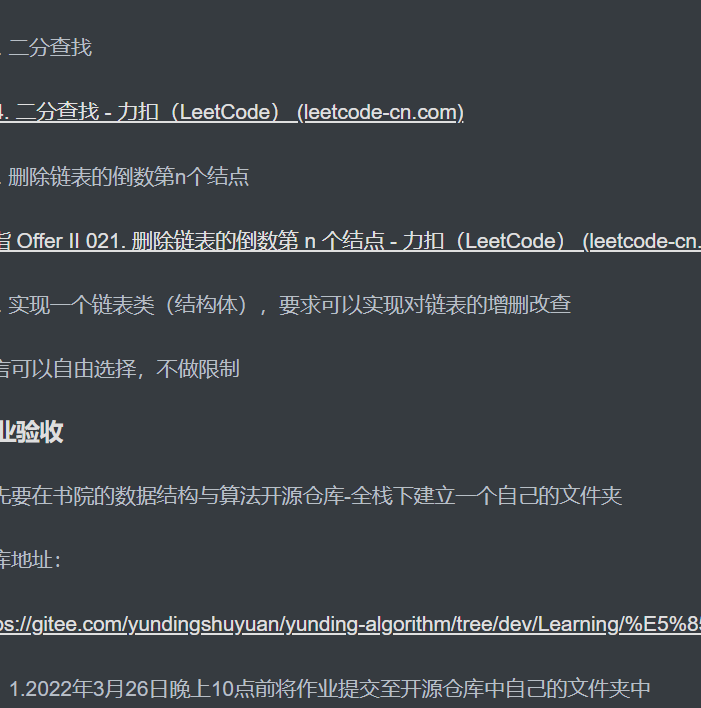 . 二分查找
4. 二分查找 - 力扣（LeetCode） (leetcode-cn.com)
. 删除链表的倒数第n个结点
指 Offer II 021. 删除链表的倒数第 n 个结点 - 力扣（LeetCode） (leetcode-cn.
. 实现一个链表类（结构体），要求可以实现对链表的增删改查
言可以自由选择，不做限制
业验收
先要在书院的数据结构与算法开源仓库-全栈下建立一个自己的文件夹
库地址：
ps://gitee.com/yundingshuyuan/yunding-algorithm/tree/dev/Learning/%E5%85
1.2022年3月26日晚上10点前将作业提交至开源仓库中自己的文件夹中